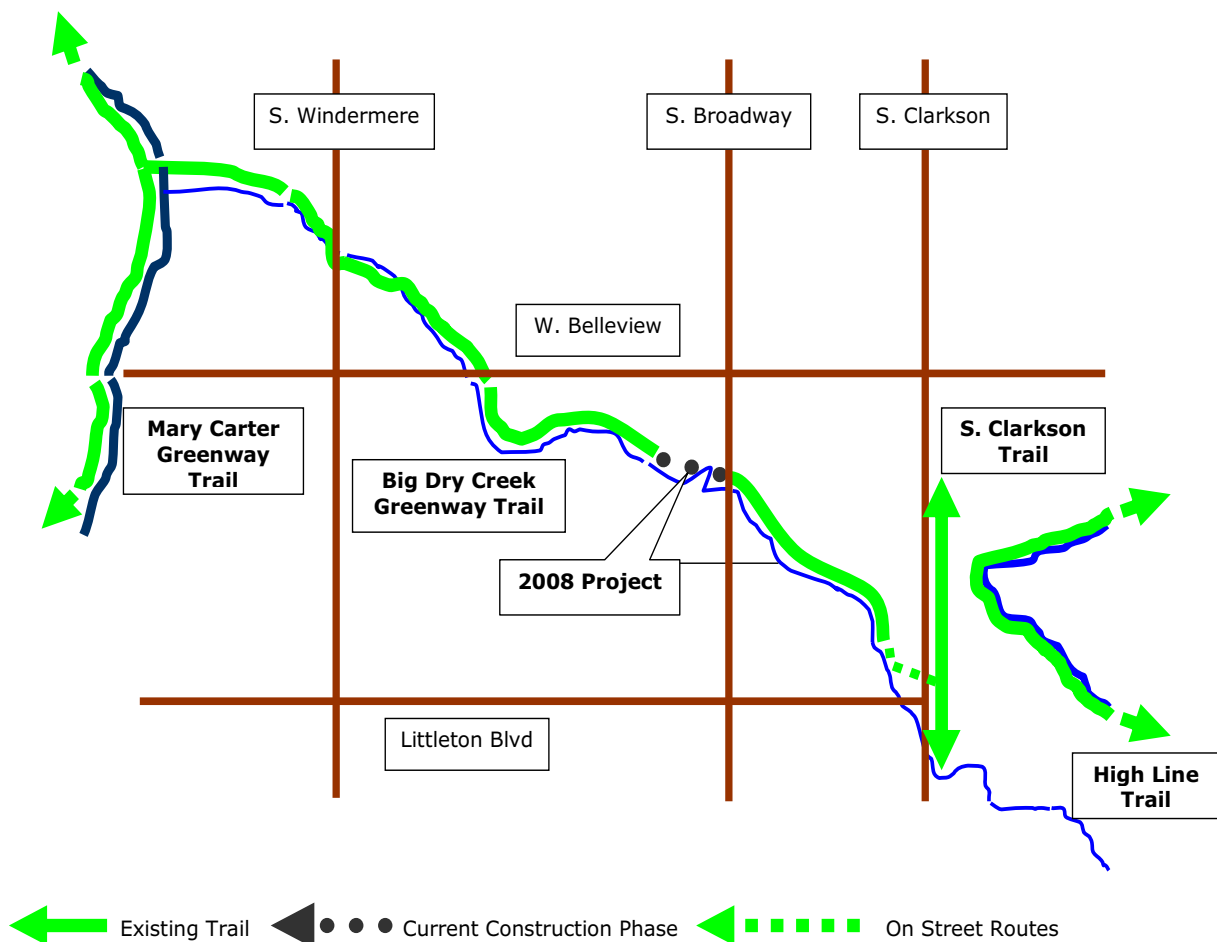 S. Windermere
S. Broadway
S. Clarkson
W. Belleview
Mary Carter
Greenway
Trail
Big Dry Creek
Greenway Trail
S. Clarkson
Trail
2008 Project
Littleton Blvd
High Line
Trail
Existing Trail
Current Construction Phase
On Street Routes